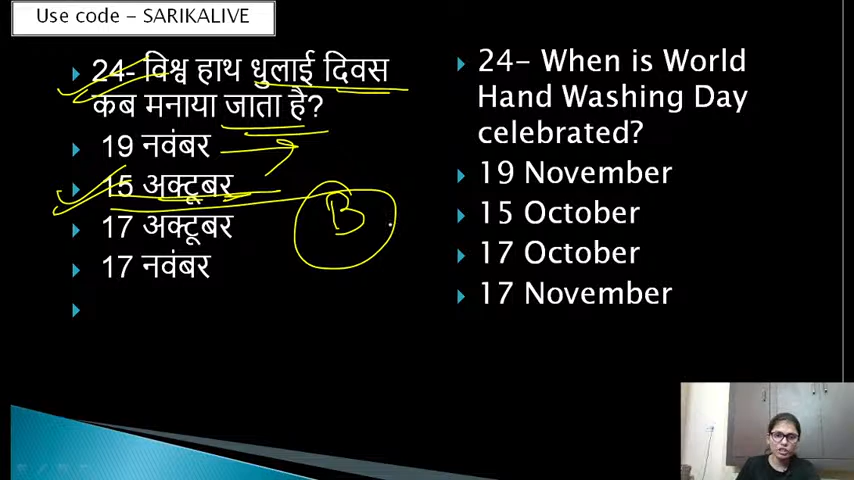 Use code – SARIKALIVE
24- विश्व हाथ धुलाई दिवस
कब मनाया जाता है?
19 नवंबर
15 अक्टूबर
17 अक्टूबर
17 नवंबर
B
24– When is World
Hand Washing Day
celebrated?
19 November
15 October
17 October
17 November